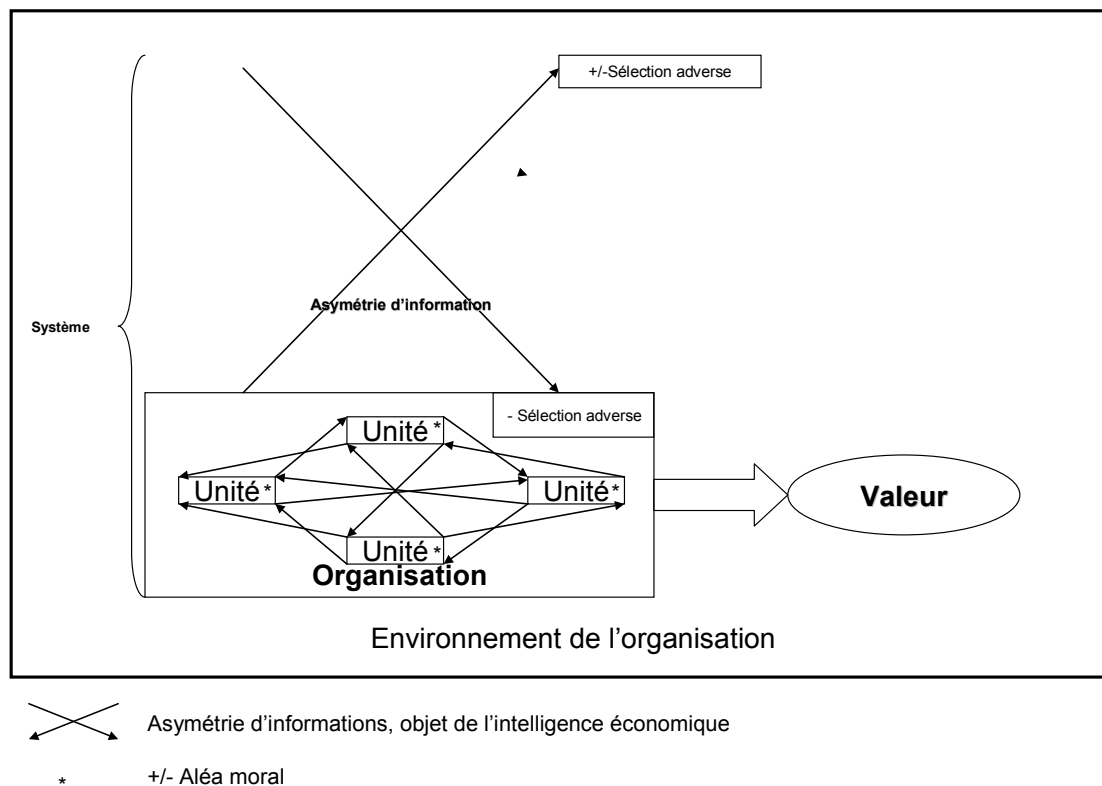 +/-Sélection adverse
Asymétrie d’information
Système
- Sélection adverse
Unité *
Unité *
Unité *
Unité *
Organisation
Valeur
Environnement de l’organisation
Asymétrie d’informations, objet de l’intelligence économique
* +/- Aléa moral